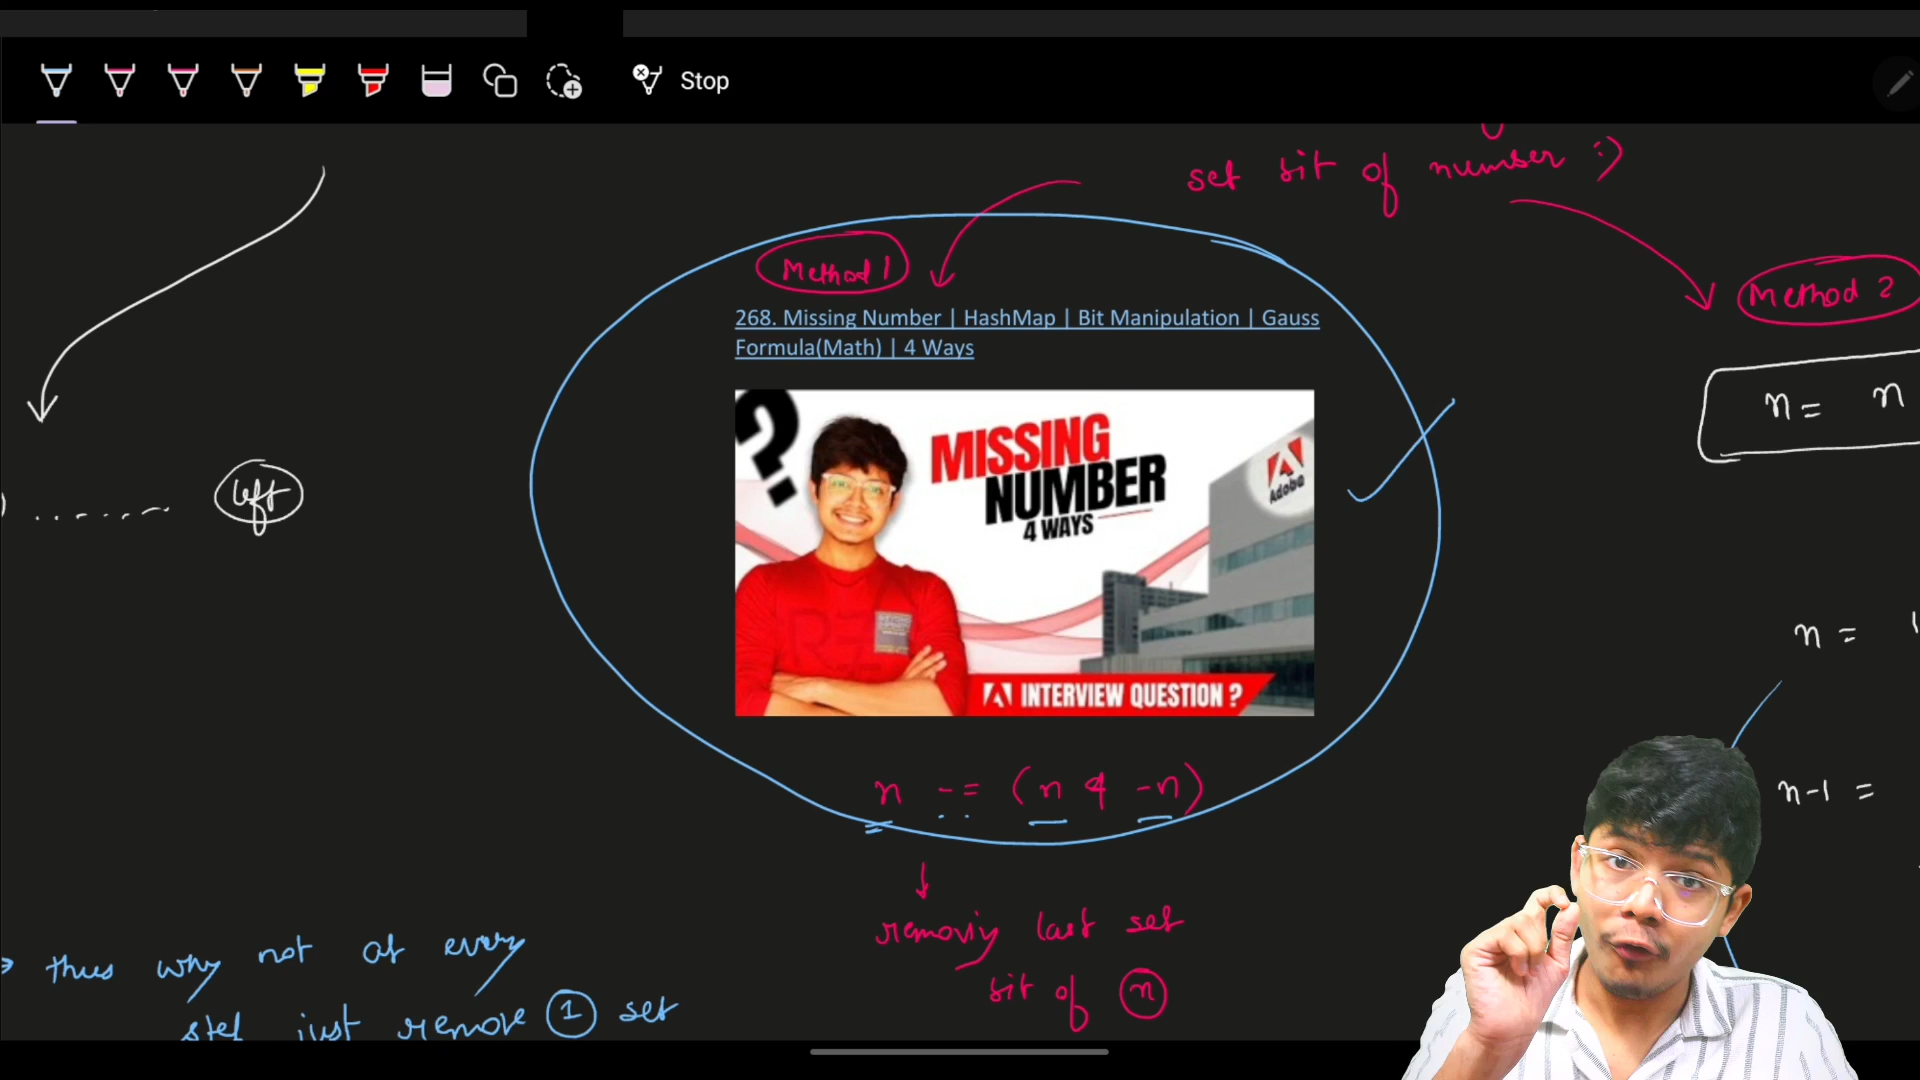 Stop
set bit of number :)
Method 1
Method 2
268. Missing Number | HashMap | Bit Manipulation | Gauss
Formula(Math) | 4 Ways
n = n
MISSING
NUMBER
4 WAYS
Adobe
left
n =
INTERVIEW QUESTION ?
n -= (n & -n)
n-1 =
removing last set
bit of n
thus why not at every
step just remove 1 set